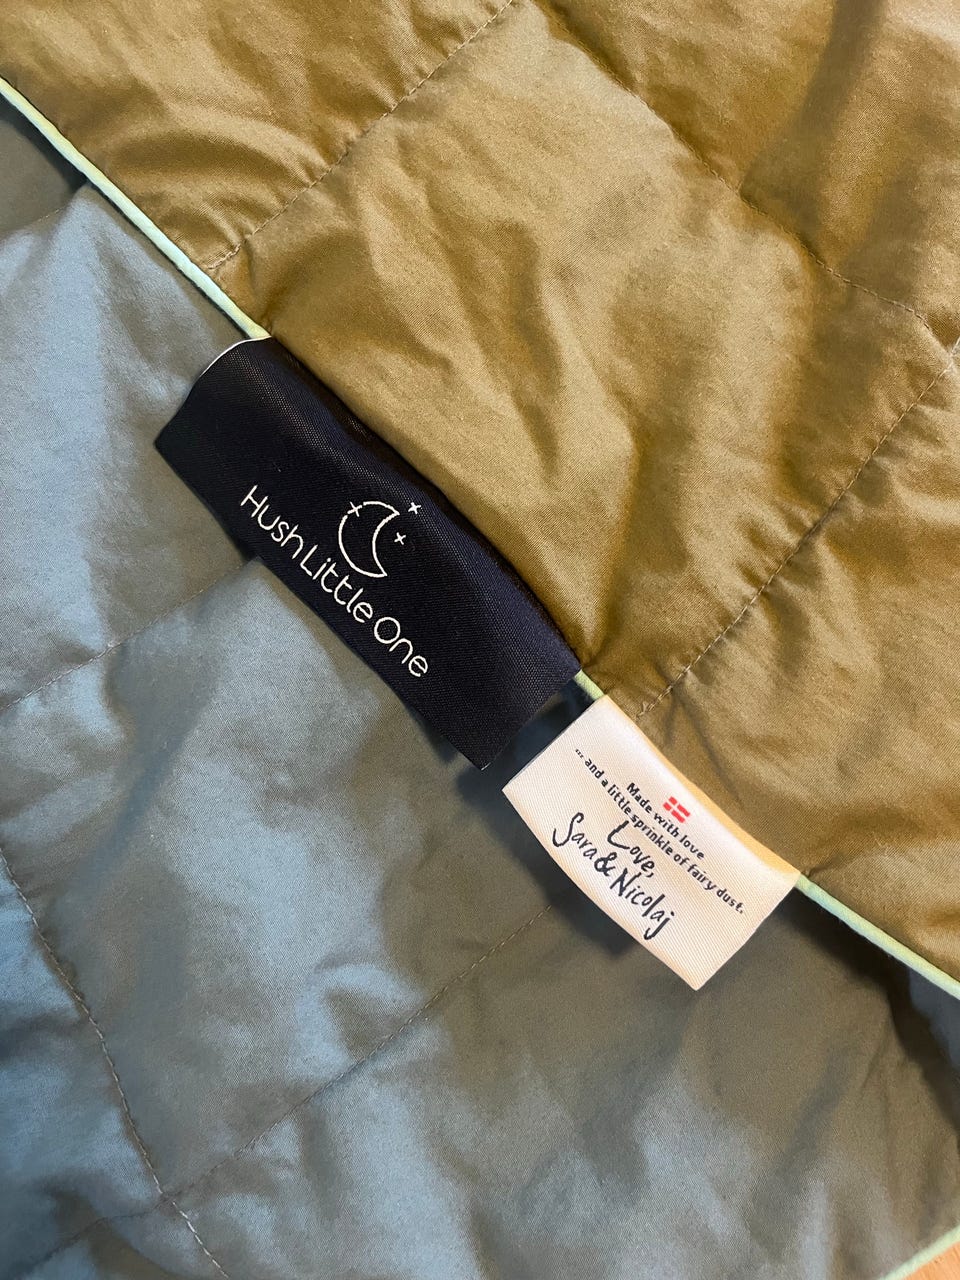 Hush Little One
Made with love
... and a little sprinkle of fairy dust.
Love,
Sara & Nicolaj